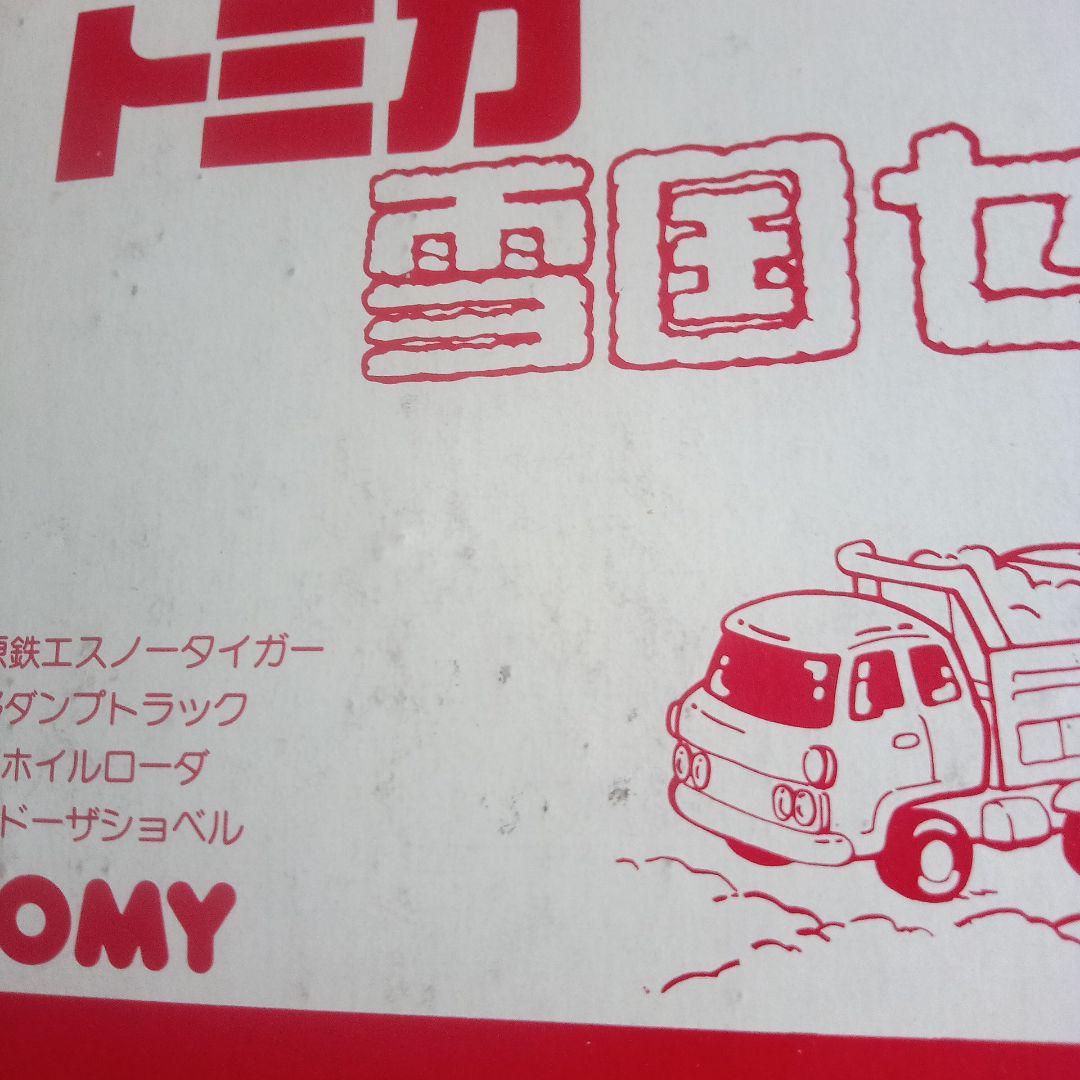 トミカ
雪国セ
鉄エスノータイガー
ダンプトラック
ホイルローダ
ドーザショベル
OMY